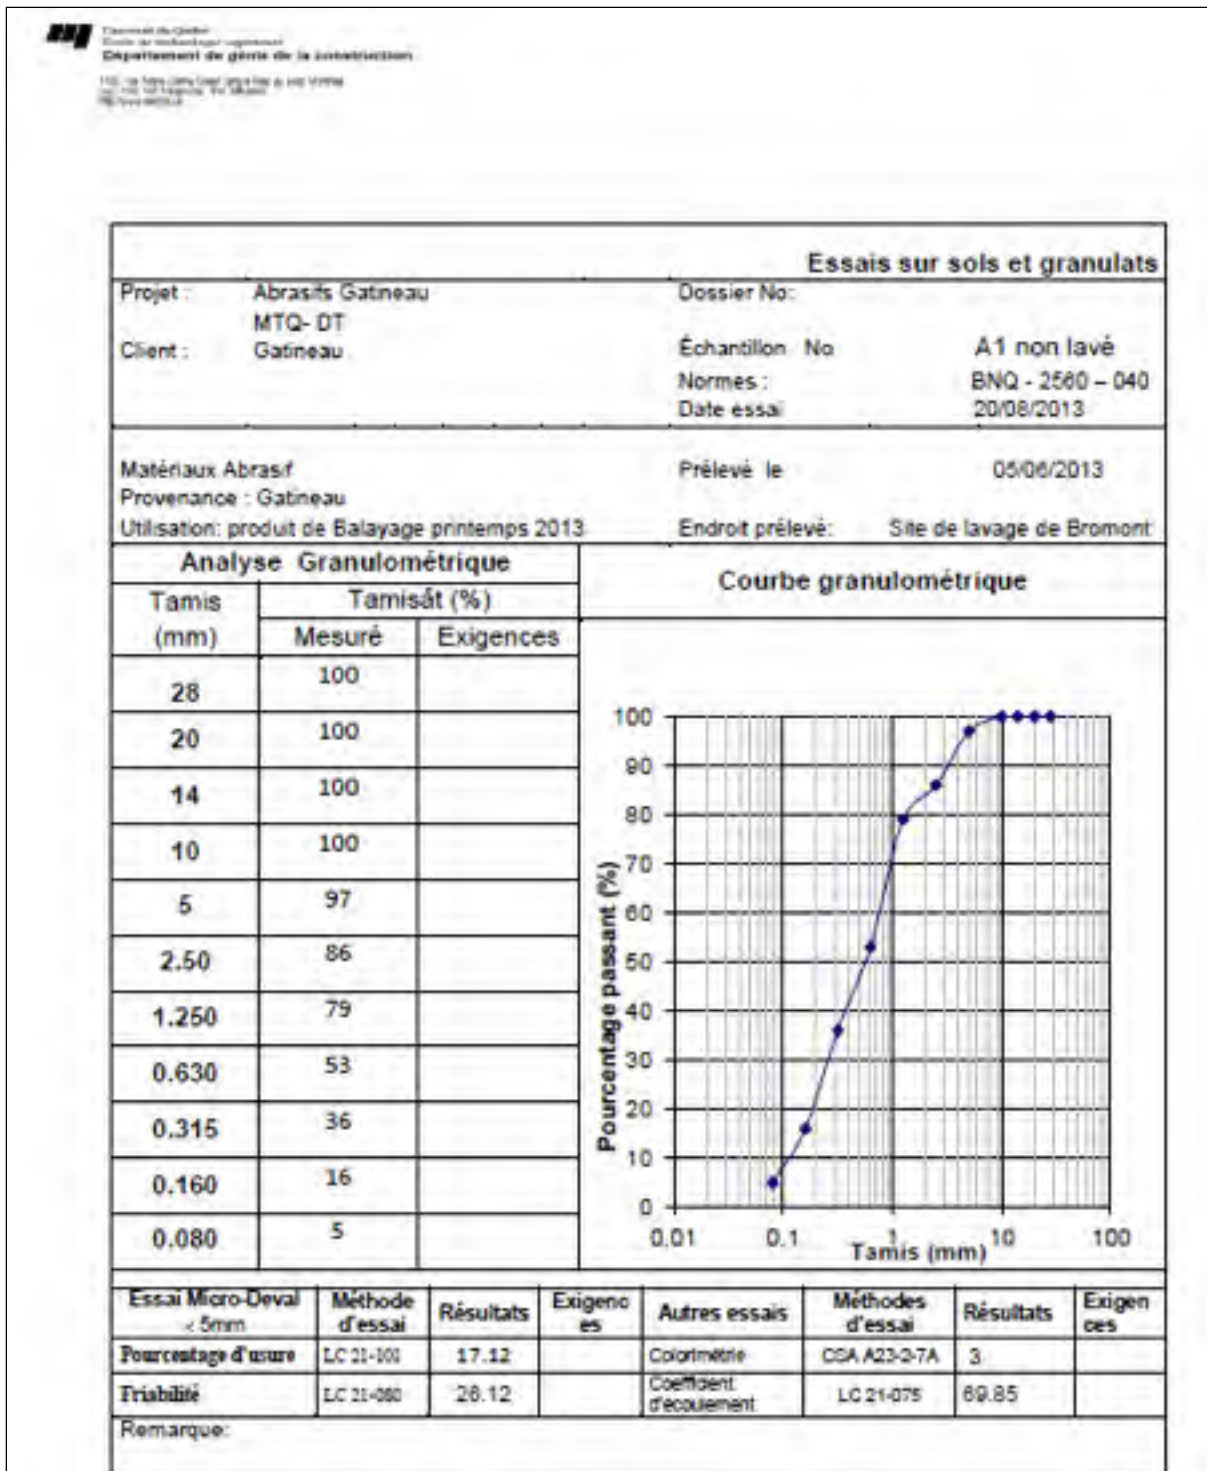 Département de génie de la construction
Essais sur sols et granulats
Projet : Abrasifs Gatineau Dossier No:
MTQ- DT
Client : Gatineau Échantillon No A1 non lavé
Normes : BNQ - 2560 – 040
Date essai 20/08/2013
Matériaux Abrasif Prélevé le 05/06/2013
Provenance : Gatineau
Utilisation: produit de Balayage printemps 2013 Endroit prélevé: Site de lavage de Bromont
Analyse Granulométrique Courbe granulométrique
Tamis Tamisât (%)
(mm) Mesuré Exigences
28 100
20 100
14 100
10 100
5 97
2.50 86
1.250 79
0.630 53
0.315 36
0.160 16
0.080 5
Pourcentage passant (%)
100
90
80
70
60
50
40
30
20
10
0
0.01 0.1 1 10 100
Tamis (mm)
Essai Micro-Deval < 5mm Méthode d'essai Résultats Exigenc es Autres essais Méthodes d'essai Résultats Exigen ces
Pourcentage d'usure LC 21-101 17.12 Colorimétrie CSA A23-2-7A 3
Friabilité LC 21-080 26.12 Coefficient d'écoulement LC 21-075 69.85
Remarque: